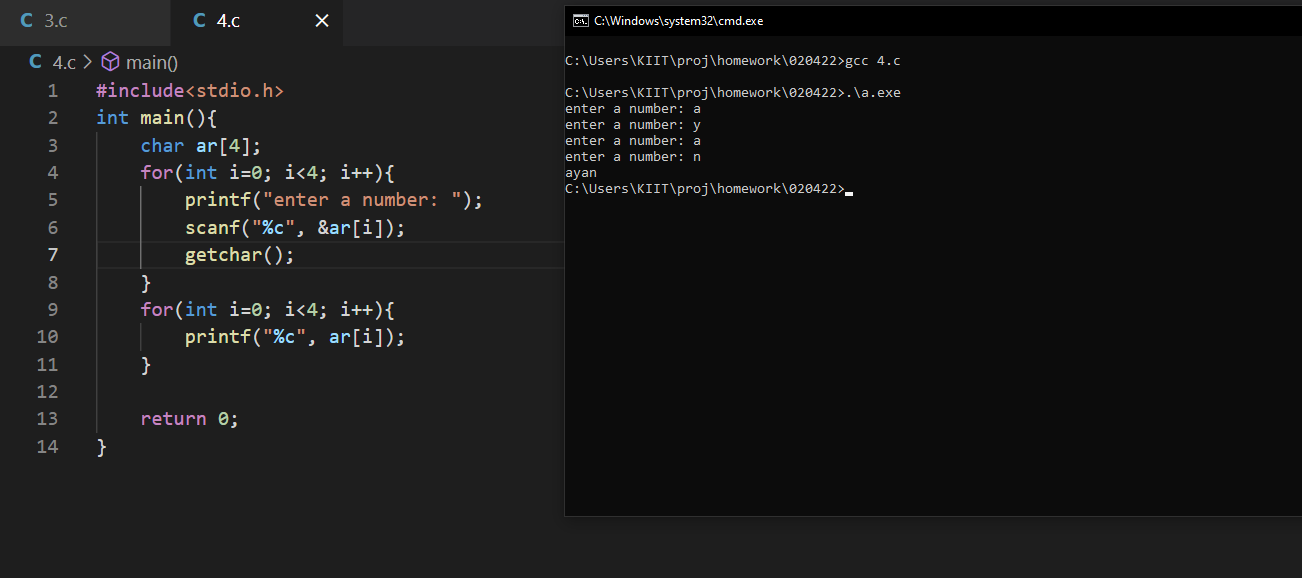 C 3.c
C 4.c ×
C 4.c > main()
1 #include<stdio.h>
2 int main(){
3 char ar[4];
4 for(int i=0; i<4; i++){
5 printf("enter a number: ");
6 scanf("%c", &ar[i]);
7 getchar();
8 }
9 for(int i=0; i<4; i++){
10 printf("%c", ar[i]);
11 }
12
13 return 0;
14 }
C:\Windows\system32\cmd.exe
C:\Users\KIIT\proj\homework\020422>gcc 4.c
C:\Users\KIIT\proj\homework\020422>.\a.exe
enter a number: a
enter a number: y
enter a number: a
enter a number: n
ayan
C:\Users\KIIT\proj\homework\020422>